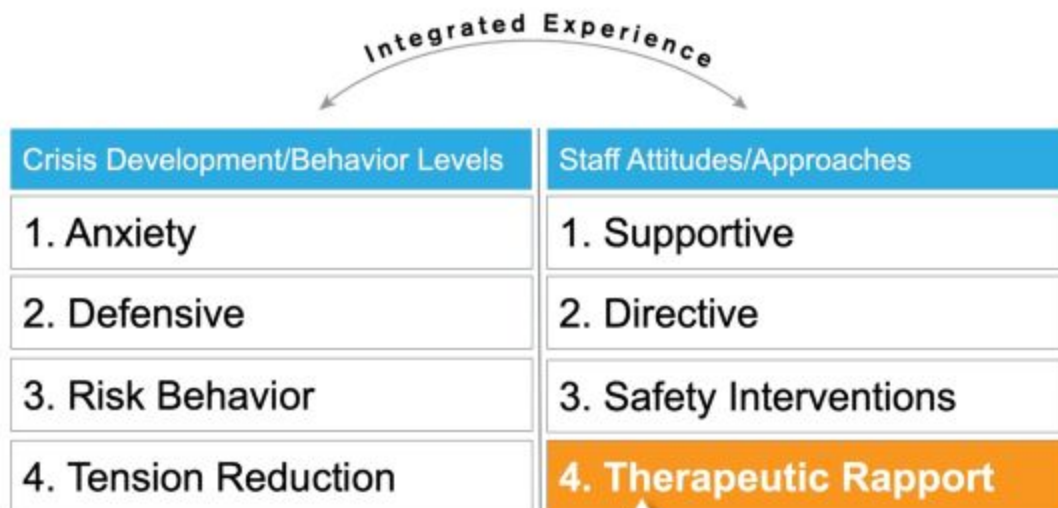 Integrated Experience
Crisis Development/Behavior Levels
Staff Attitudes/Approaches
1. Anxiety
1. Supportive
2. Defensive
2. Directive
3. Risk Behavior
3. Safety Interventions
4. Tension Reduction
4. Therapeutic Rapport